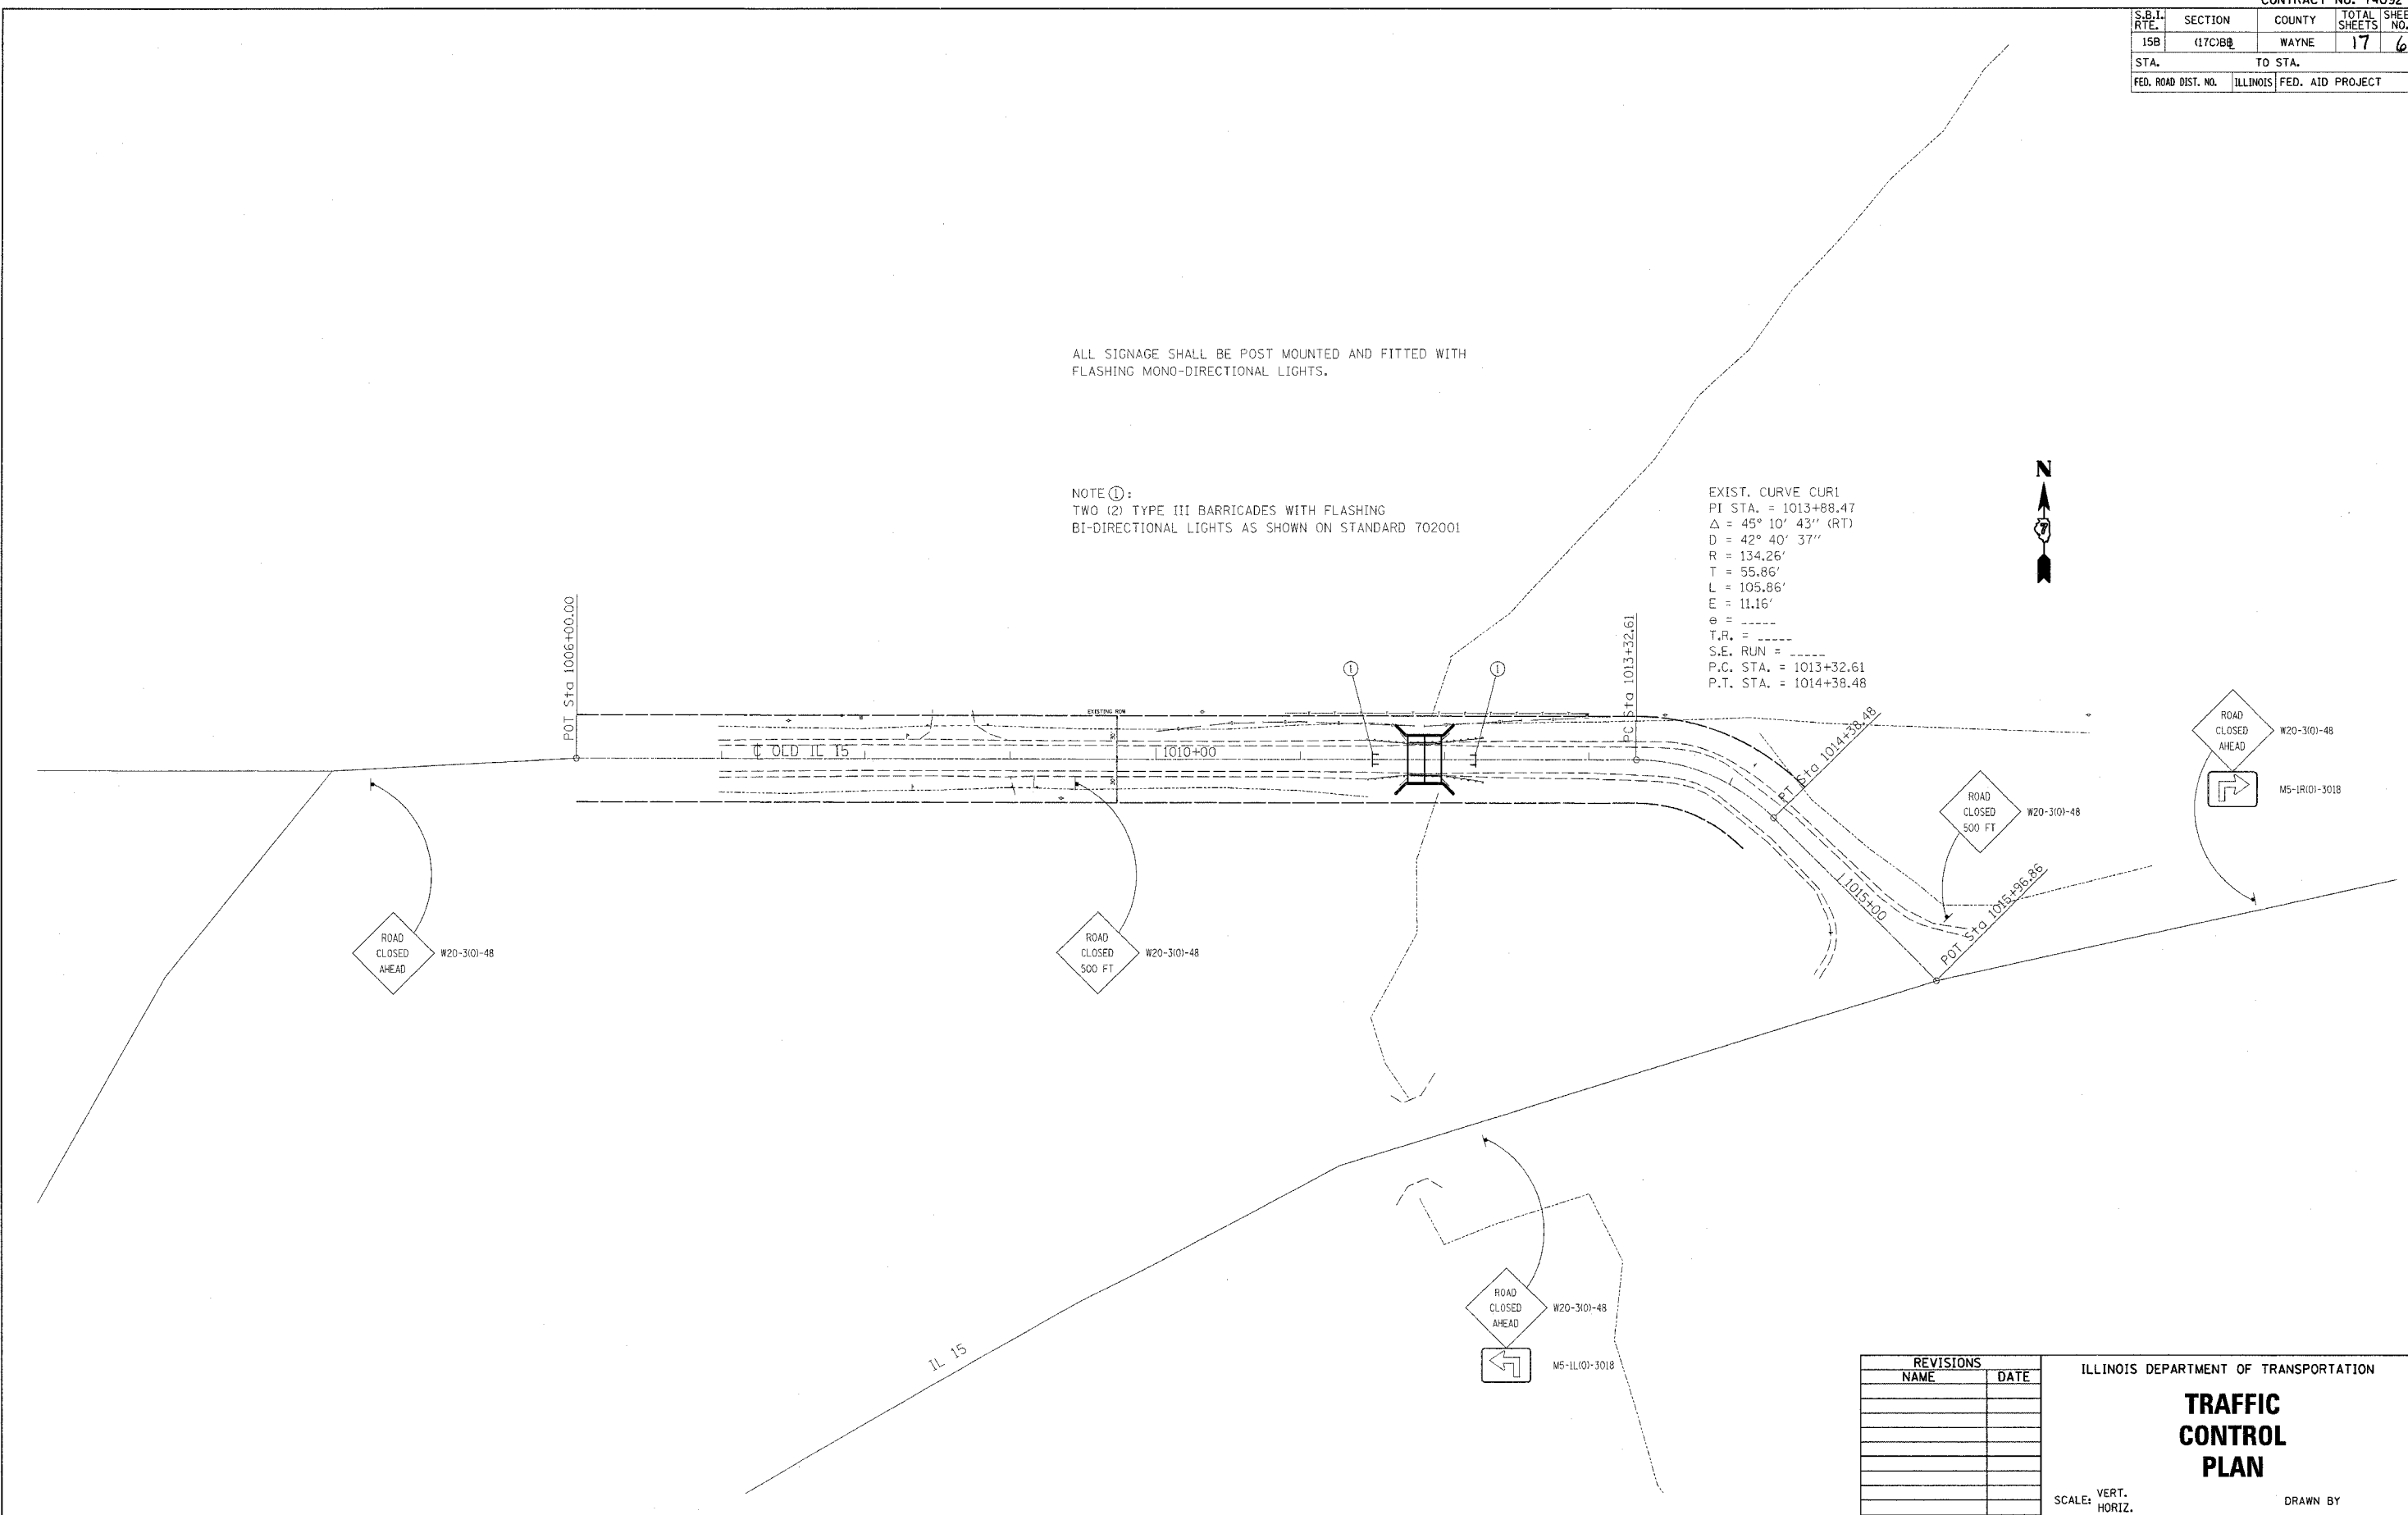 S.B.I. RTE. SECTION COUNTY TOTAL SHEETS
15B (17C)BR WAYNE 17 6
STA. TO STA.
FED. ROAD DIST. NO. ILLINOIS FED. AID PROJECT
ALL SIGNAGE SHALL BE POST MOUNTED AND FITTED WITH
FLASHING MONO-DIRECTIONAL LIGHTS.
NOTE ①:
TWO (2) TYPE III BARRICADES WITH FLASHING
BI-DIRECTIONAL LIGHTS AS SHOWN ON STANDARD 702001
EXIST. CURVE CUR1
PI STA. = 1013+88.47
Δ = 45° 10' 43'' (RT)
D = 42° 40' 37''
R = 134.26'
T = 55.86'
L = 105.86'
E = 11.16'
e = -----
T.R. = -----
S.E. RUN = -----
P.C. STA. = 1013+32.61
P.T. STA. = 1014+38.48
N
7
POT Sta 1006+00.00
PC Sta 1013+32.61
① ①
EXISTING ROW
℄ OLD IL 15
1010+00
PT Sta 1014+38.48
1015+00
POT Sta 1015+96.86
ROAD
CLOSED
AHEAD
W20-3(O)-48
M5-1R(O)-3018
ROAD
CLOSED
500 FT
W20-3(O)-48
ROAD
CLOSED
AHEAD
W20-3(O)-48
ROAD
CLOSED
500 FT
W20-3(O)-48
ROAD
CLOSED
AHEAD
W20-3(O)-48
M5-1L(O)-3018
IL 15
REVISIONS
NAME DATE
ILLINOIS DEPARTMENT OF TRANSPORTATION
TRAFFIC
CONTROL
PLAN
SCALE: VERT.
HORIZ.
DRAWN BY